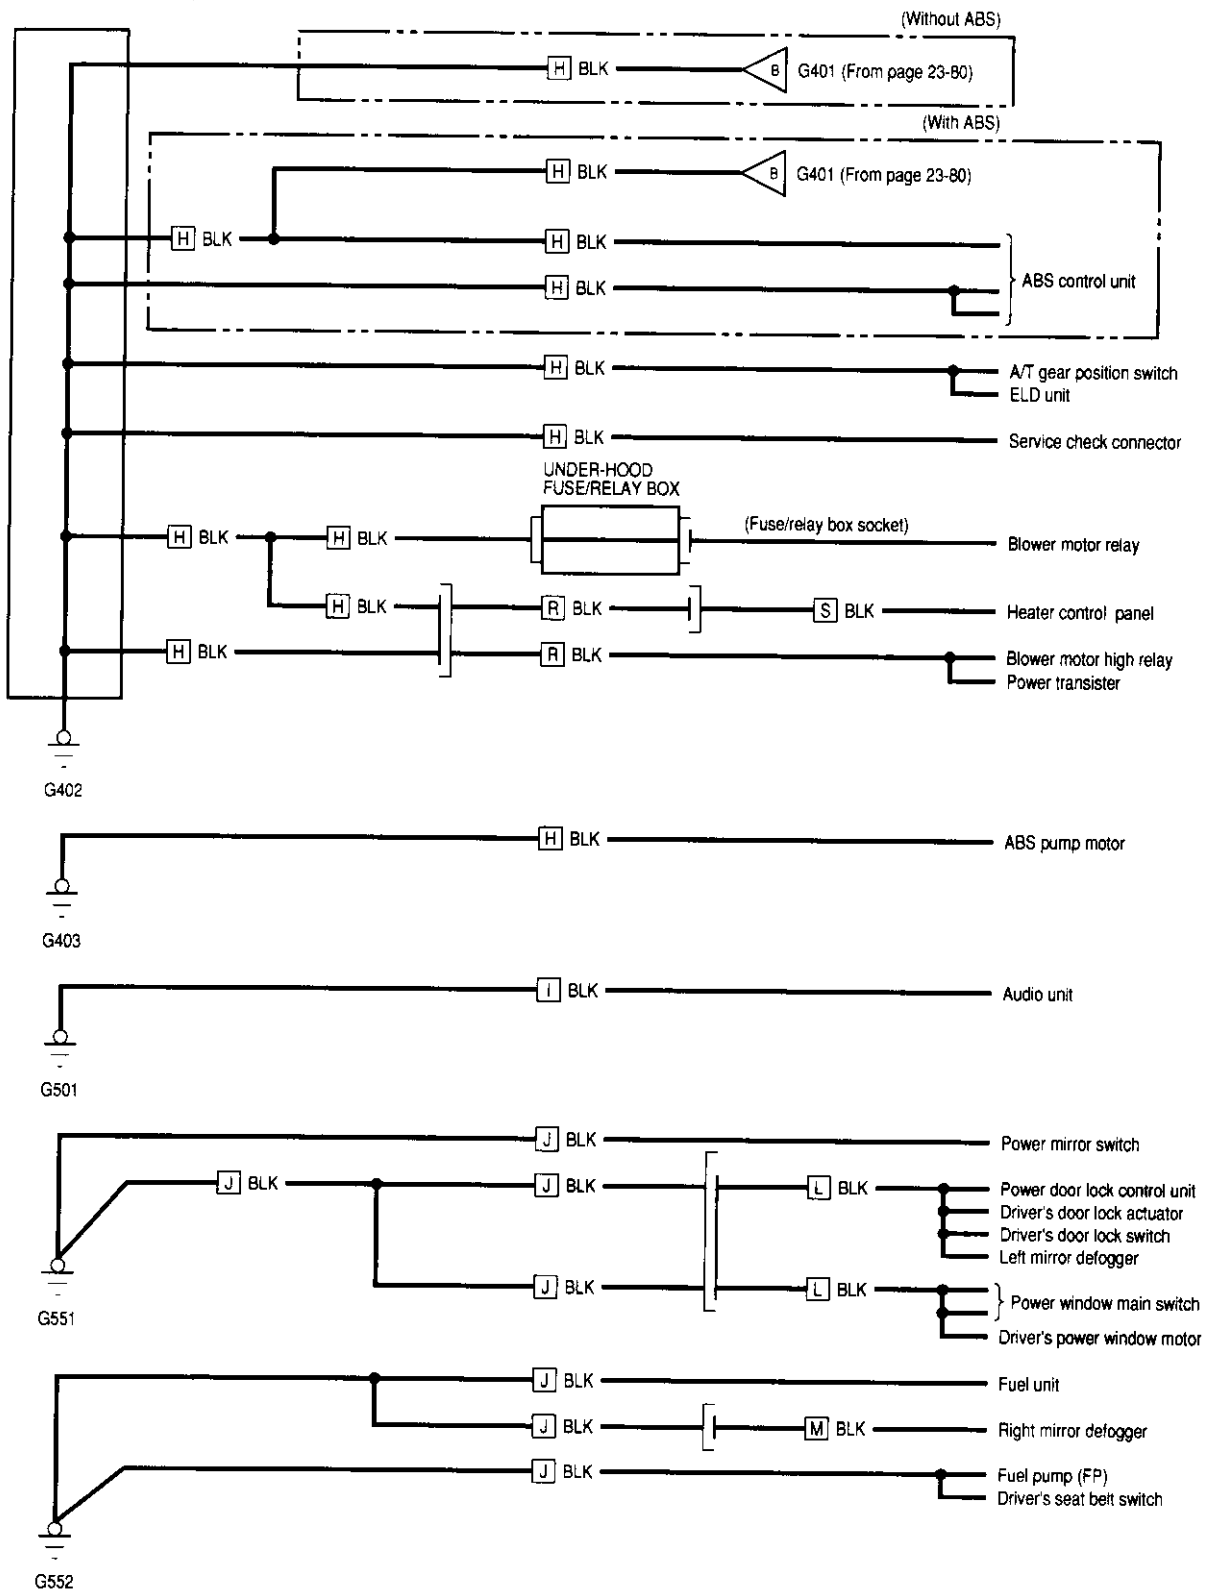 (Without ABS)
H BLK B G401 (From page 23-80)
(With ABS)
H BLK B G401 (From page 23-80)
H BLK H BLK
ABS control unit
H BLK
H BLK A/T gear position switch
ELD unit
H BLK Service check connector
UNDER-HOOD
FUSE/RELAY BOX
(Fuse/relay box socket)
H BLK H BLK Blower motor relay
H BLK R BLK S BLK Heater control panel
H BLK R BLK Blower motor high relay
Power transister
G402
H BLK ABS pump motor
G403
I BLK Audio unit
G501
J BLK Power mirror switch
J BLK J BLK L BLK Power door lock control unit
Driver's door lock actuator
Driver's door lock switch
Left mirror defogger
J BLK L BLK Power window main switch
G551
Driver's power window motor
J BLK Fuel unit
J BLK M BLK Right mirror defogger
J BLK Fuel pump (FP)
Driver's seat belt switch
G552